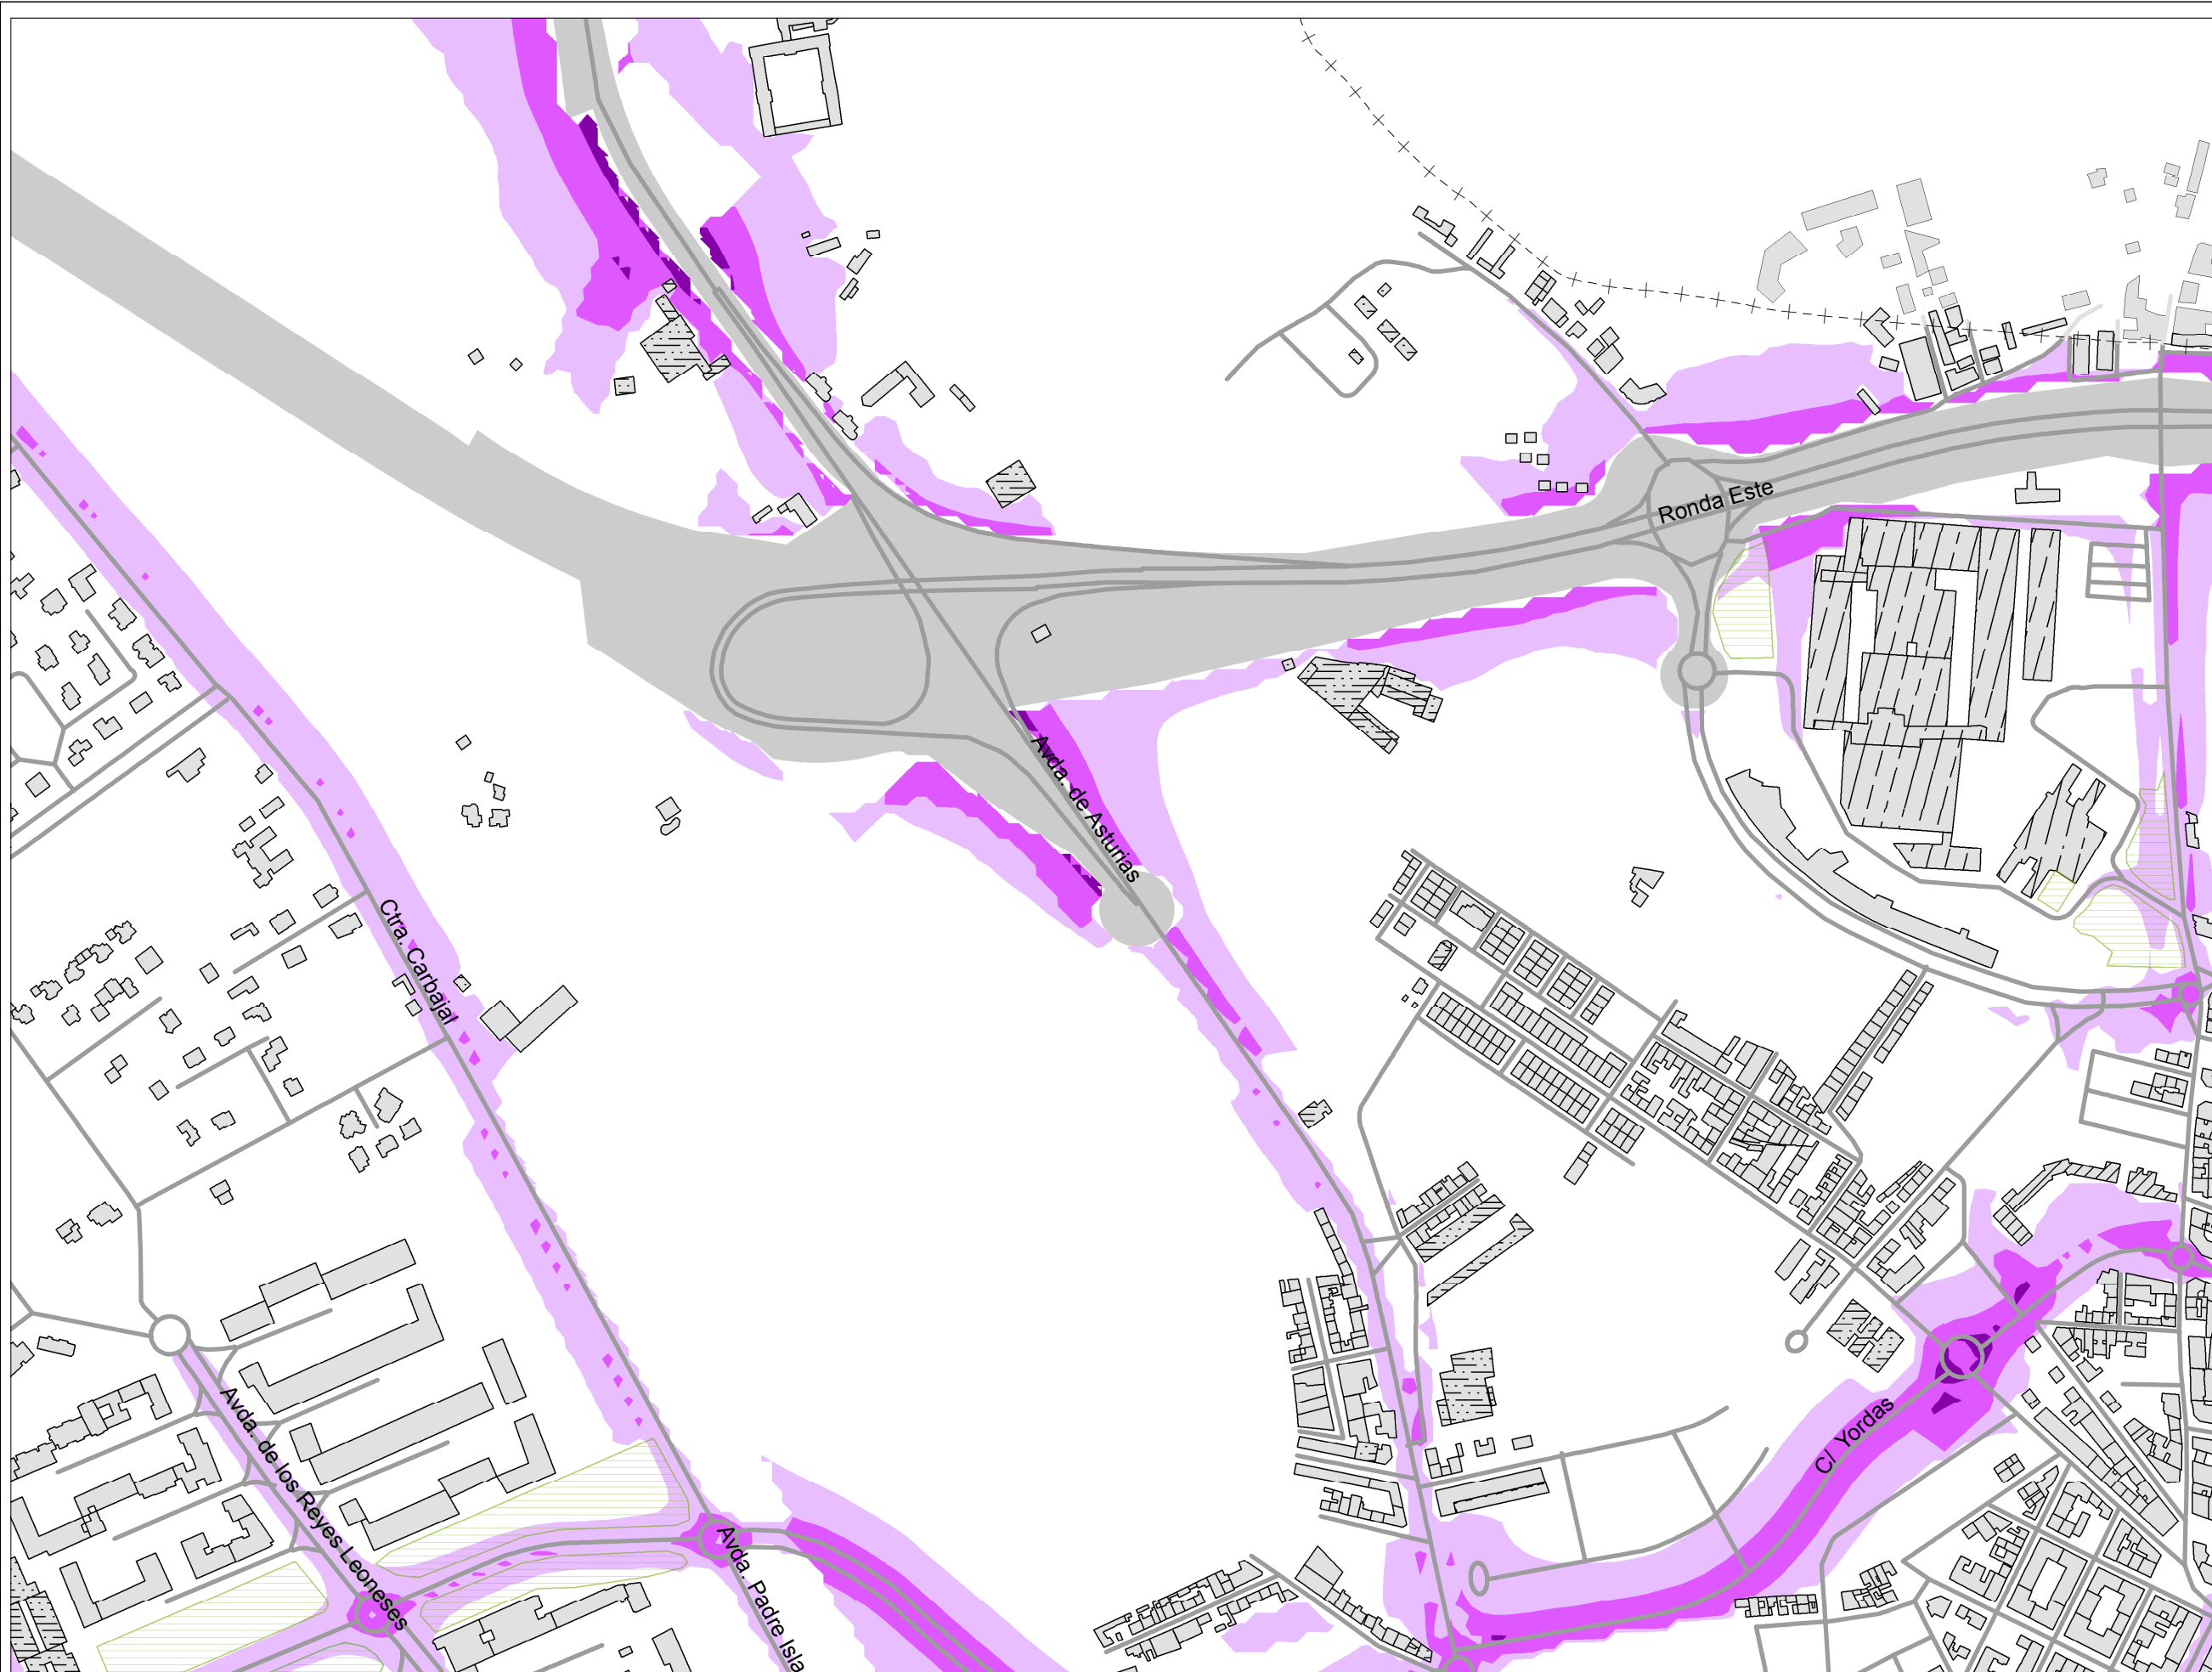 Ronda Este
Avda. de Asturias
Ctra. Carbajal
Avda. de los Reyes Leoneses
C/. Yordas
Avda. Padre Isla